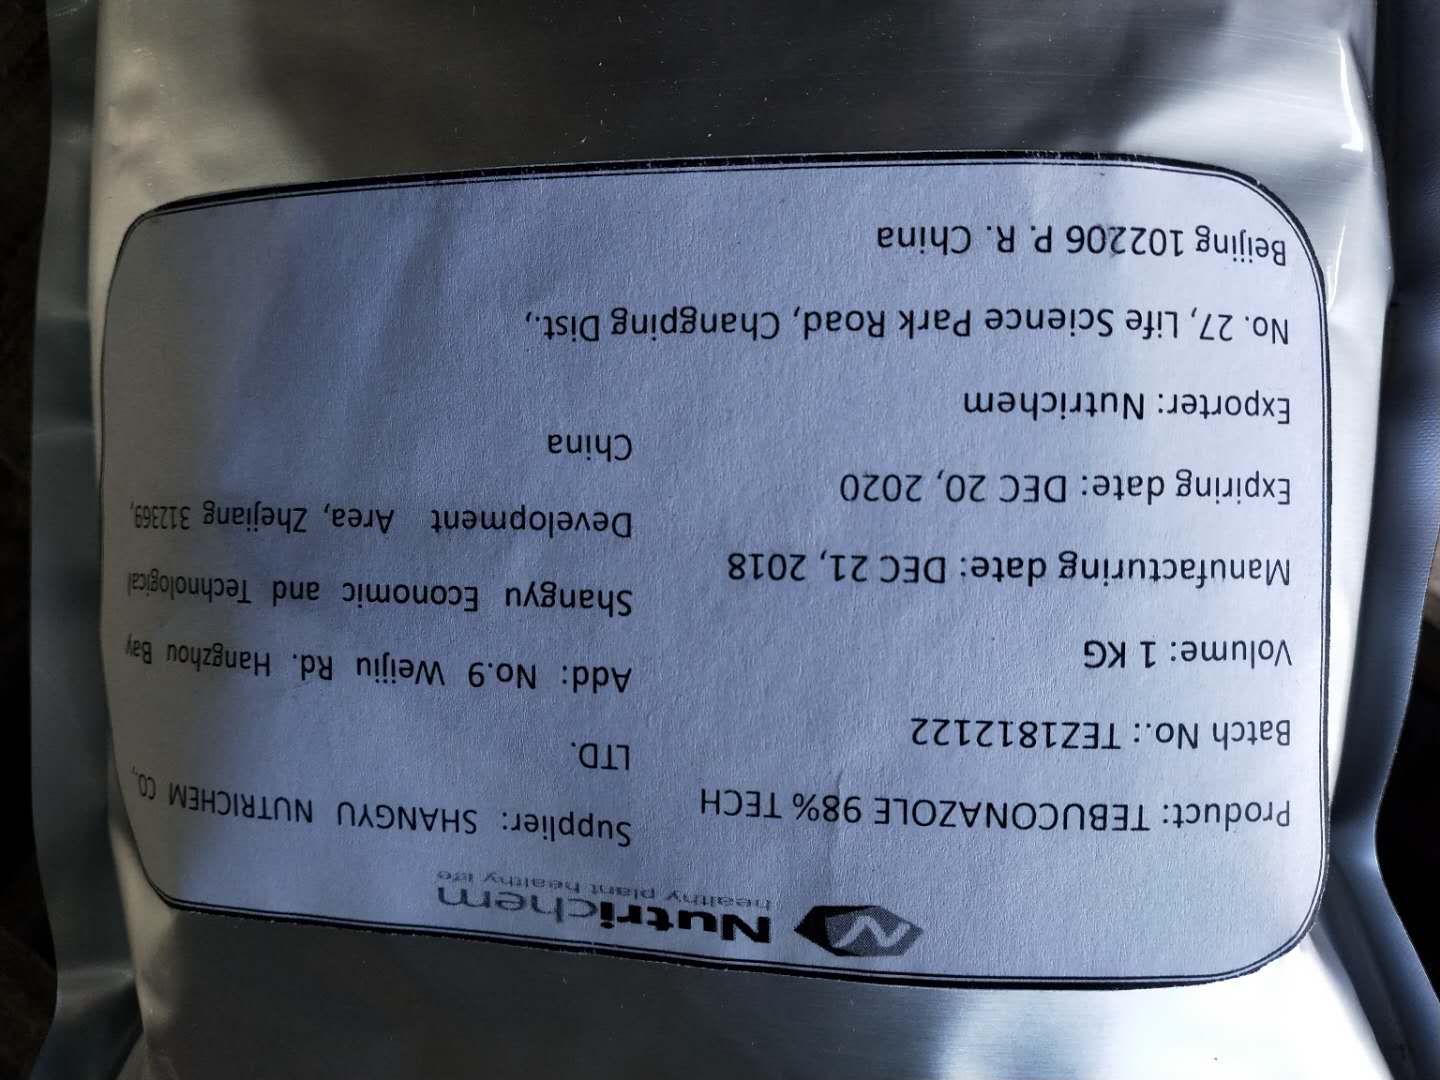 Nutrichem
healthy plant healthy life
Product: TEBUCONAZOLE 98% TECH
Batch No.: TEZ1812122
Volume: 1 KG
Manufacturing date: DEC 21, 2018
Expiring date: DEC 20, 2020
Exporter: Nutrichem
No. 27, Life Science Park Road, Changping Dist.,
Beijing 102206 P. R. China
Supplier: SHANGYU NUTRICHEM CO,
LTD.
Add: No.9 Weijiu Rd. Hangzhou Bay
Shangyu Economic and Technological
Development Area, Zhejiang 312369,
China